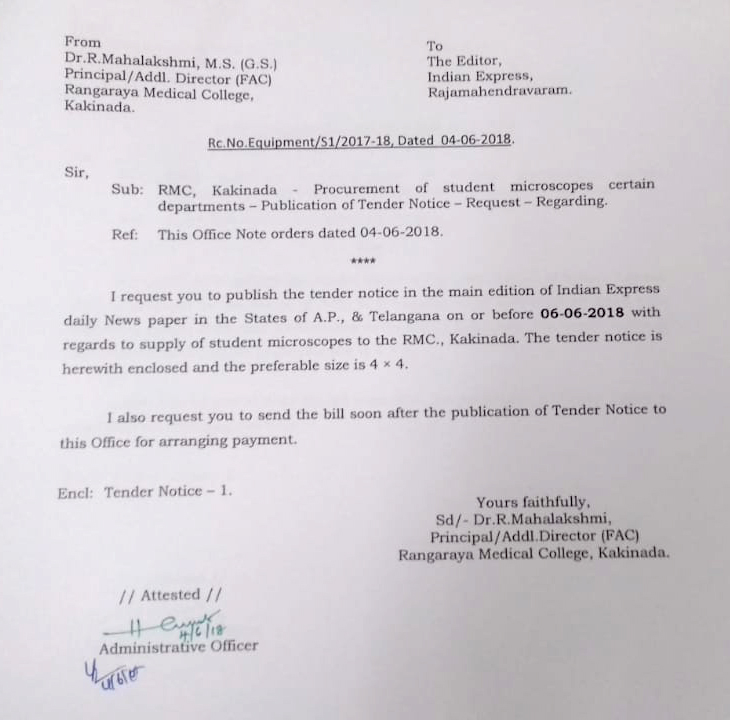 From
Dr.R.Mahalakshmi, M.S. (G.S.)
Principal/Addl. Director (FAC)
Rangaraya Medical College,
Kakinada.
To
The Editor,
Indian Express,
Rajamahendravaram.
Rc.No.Equipment/S1/2017-18, Dated 04-06-2018.
Sir,
Sub: RMC, Kakinada - Procurement of student microscopes certain
departments – Publication of Tender Notice – Request – Regarding.
Ref: This Office Note orders dated 04-06-2018.
****
I request you to publish the tender notice in the main edition of Indian Express
daily News paper in the States of A.P., & Telangana on or before 06-06-2018 with
regards to supply of student microscopes to the RMC., Kakinada. The tender notice is
herewith enclosed and the preferable size is 4 × 4.
I also request you to send the bill soon after the publication of Tender Notice to
this Office for arranging payment.
Encl: Tender Notice – 1.
Yours faithfully,
Sd/- Dr.R.Mahalakshmi,
Principal/Addl.Director (FAC)
Rangaraya Medical College, Kakinada.
// Attested //
4/6/18
Administrative Officer